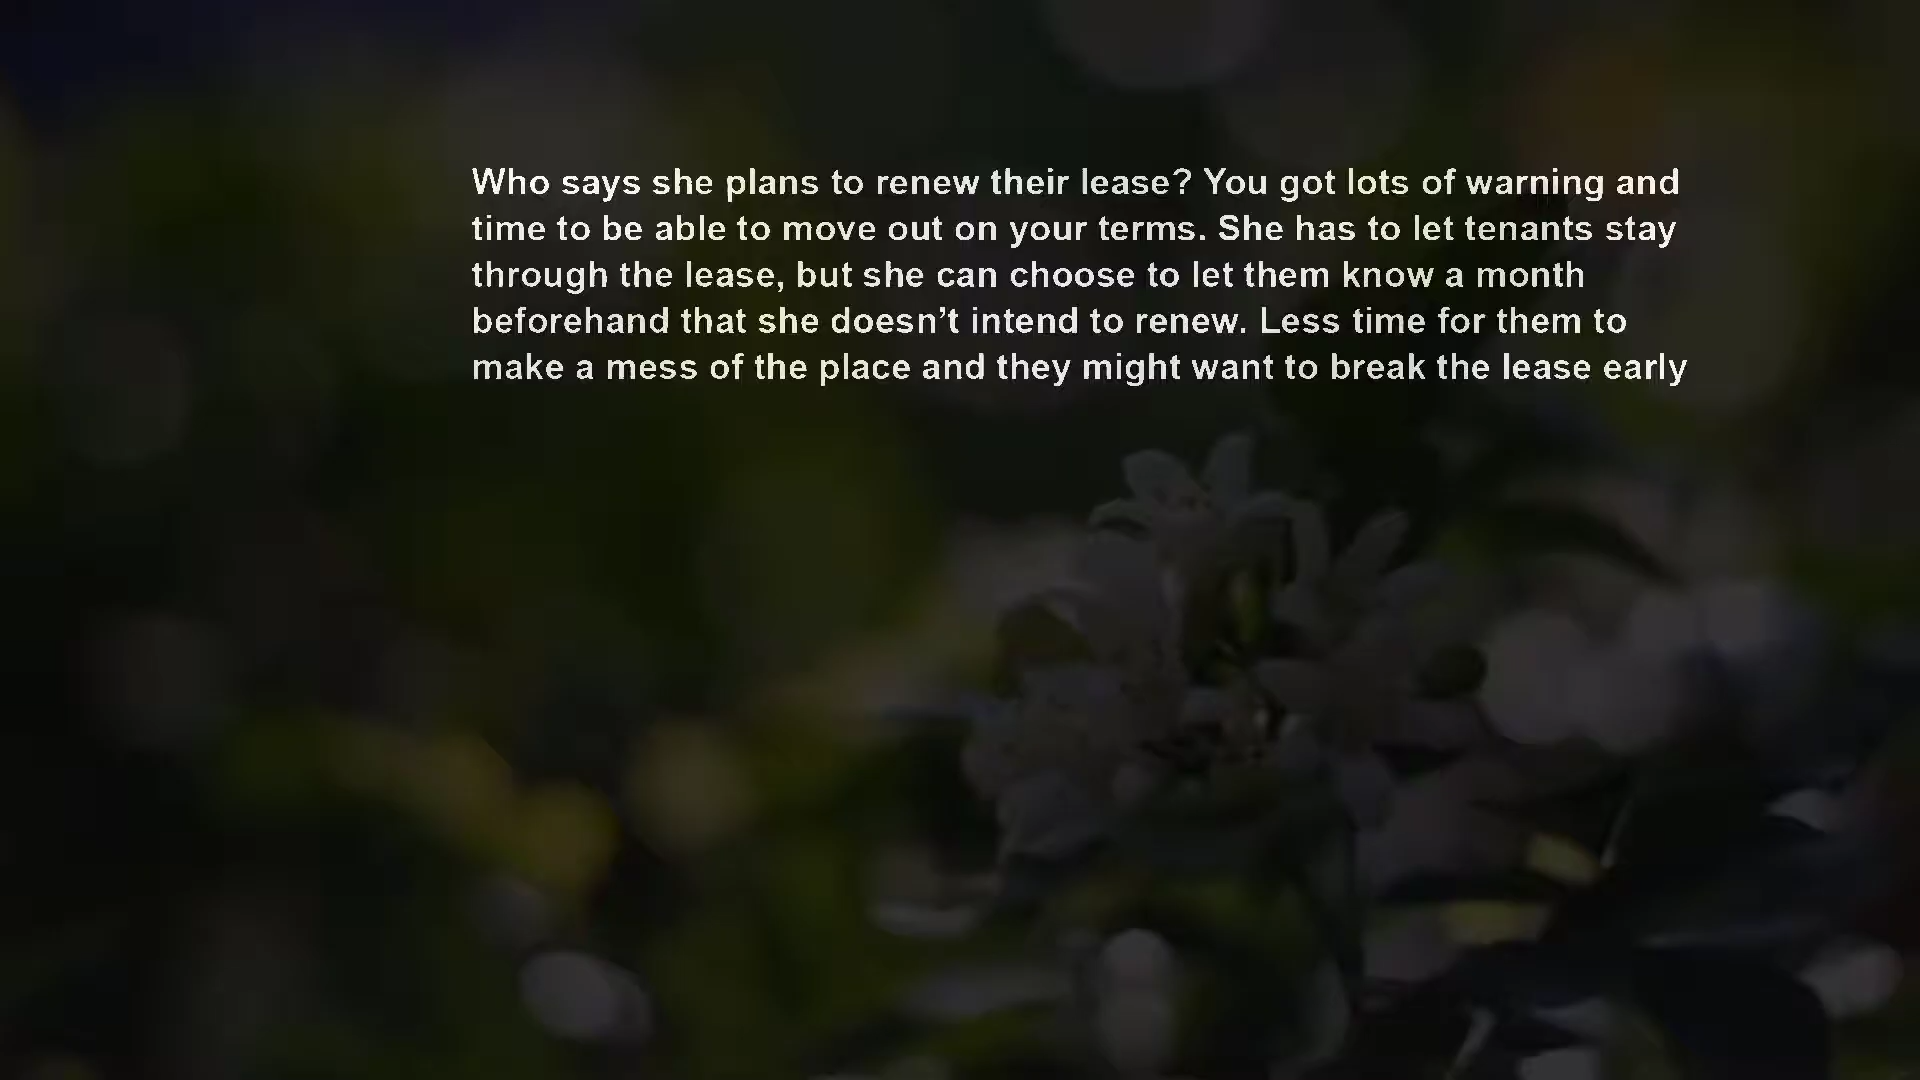 Who says she plans to renew their lease? You got lots of warning and
time to be able to move out on your terms. She has to let tenants stay
through the lease, but she can choose to let them know a month
beforehand that she doesn’t intend to renew. Less time for them to
make a mess of the place and they might want to break the lease early